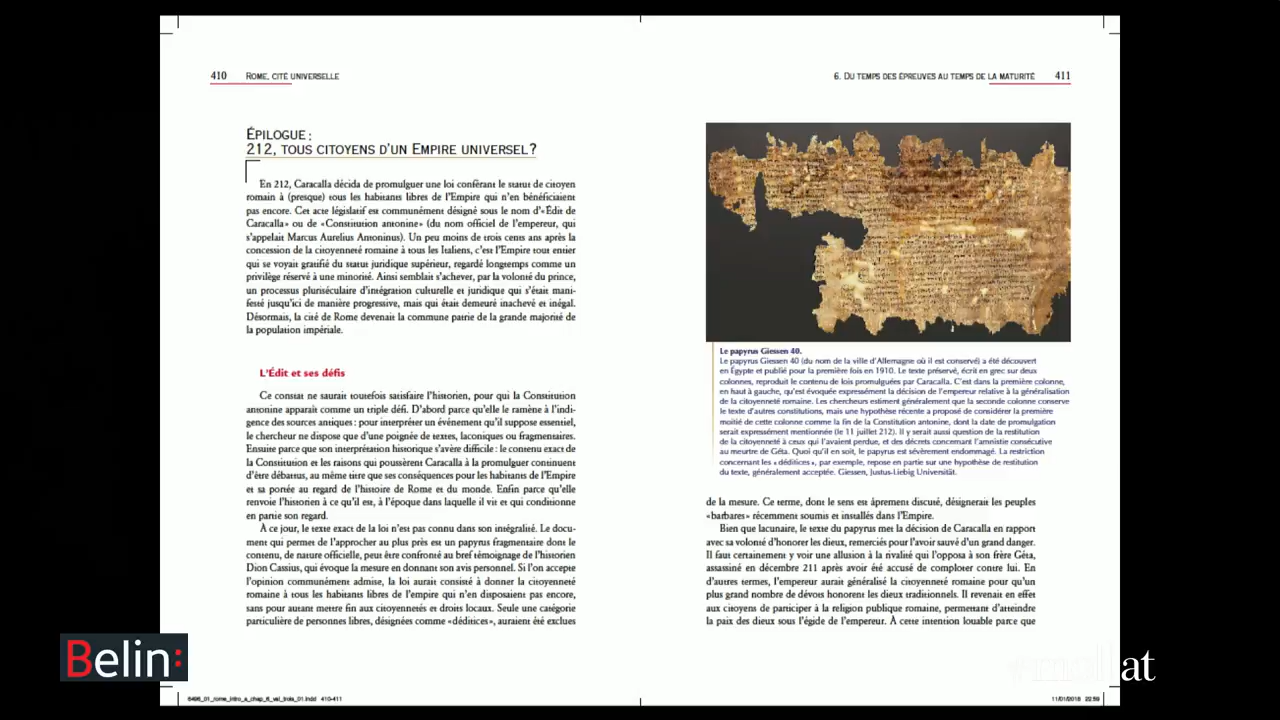 410 ROME, CITÉ UNIVERSELLE
ÉPILOGUE :
212, TOUS CITOYENS D'UN EMPIRE UNIVERSEL ?
En 212, Caracalla décida de promulguer une loi conférant le statut de citoyen
romain à (presque) tous les habitants libres de l'Empire qui n'en bénéficiaient
pas encore. Cet acte législatif est communément désigné sous le nom d'«Édit de
Caracalla» ou de «Constitution antonine» (du nom officiel de l'empereur, qui
s'appelait Marcus Aurelius Antoninus). Un peu moins de trois cents ans après la
concession de la citoyenneté romaine à tous les Italiens, c'est l'Empire tout entier
qui se voyait gratifié du statut juridique supérieur, regardé longtemps comme un
privilège réservé à une minorité. Ainsi semblait s'achever, par la volonté du prince,
un processus pluriséculaire d'intégration culturelle et juridique qui s'était mani-
festé jusqu'ici de manière progressive, mais qui était demeuré inachevé et inégal.
Désormais, la cité de Rome devenait la commune patrie de la grande majorité de
la population impériale.
L'Édit et ses défis
Ce constat ne saurait toutefois satisfaire l'historien, pour qui la Constitution
antonine apparaît comme un triple défi. D'abord parce qu'elle le ramène à l'indi-
gence des sources antiques : pour interpréter un événement qu'il suppose essentiel,
le chercheur ne dispose que d'une poignée de textes, laconiques ou fragmentaires.
Ensuite parce que son interprétation historique s'avère difficile : le contenu exact de
la Constitution et les raisons qui poussèrent Caracalla à la promulguer continuent
d'être débattus, au même titre que ses conséquences pour les habitants de l'Empire
et sa portée au regard de l'histoire de Rome et du monde. Enfin parce qu'elle
renvoie l'historien à ce qu'il est, à l'époque dans laquelle il vit et qui conditionne
en partie son regard.
À ce jour, le texte exact de la loi n'est pas connu dans son intégralité. Le docu-
ment qui permet de l'approcher au plus près est un papyrus fragmentaire dont le
contenu, de nature officielle, peut être confronté au bref témoignage de l'historien
Dion Cassius, qui évoque la mesure en donnant son avis personnel. Si l'on accepte
l'opinion communément admise, la loi aurait consisté à donner la citoyenneté
romaine à tous les habitants libres de l'empire qui n'en disposaient pas encore,
sans pour autant mettre fin aux citoyennetés et droits locaux. Seule une catégorie
particulière de personnes libres, désignées comme «déditices», auraient été exclues
6. DU TEMPS DES ÉPREUVES AU TEMPS DE LA MATURITÉ 411
Le papyrus Giessen 40.
Le papyrus Giessen 40 (du nom de la ville d'Allemagne où il est conservé) a été découvert
en Égypte et publié pour la première fois en 1910. Le texte préservé, écrit en grec sur deux
colonnes, reproduit le contenu de lois promulguées par Caracalla. C'est dans la première colonne,
en haut à gauche, qu'est évoquée expressément la décision de l'empereur relative à la généralisation
de la citoyenneté romaine. Les chercheurs estiment généralement que la seconde colonne conserve
le texte d'autres constitutions, mais une hypothèse récente a proposé de considérer la première
moitié de cette colonne comme la fin de la Constitution antonine, dont la date de promulgation
serait expressément mentionnée (le 11 juillet 212). Il y serait aussi question de la restitution
de la citoyenneté à ceux qui l'avaient perdue, et des décrets concernant l'amnistie consécutive
au meurtre de Géta. Quoi qu'il en soit, le papyrus est sévèrement endommagé. La restriction
concernant les «déditices», par exemple, repose en partie sur une hypothèse de restitution
du texte, généralement acceptée. Giessen, Justus-Liebig Universität.
de la mesure. Ce terme, dont le sens est âprement discuté, désignerait les peuples
«barbares» récemment soumis et installés dans l'Empire.
Bien que lacunaire, le texte du papyrus met la décision de Caracalla en rapport
avec sa volonté d'honorer les dieux, remerciés pour l'avoir sauvé d'un grand danger.
Il faut certainement y voir une allusion à la rivalité qui l'opposa à son frère Géta,
assassiné en décembre 211 après avoir été accusé de comploter contre lui. En
d'autres termes, l'empereur aurait généralisé la citoyenneté romaine pour qu'un
plus grand nombre de dévots honorent les dieux traditionnels. Il revenait en effet
aux citoyens de participer à la religion publique romaine, permettant d'atteindre
la paix des dieux sous l'égide de l'empereur. À cette intention louable parce que
Belin:
6496_01_rome_intro_a_chap_6_val_trois_01.indd 410-411
11/01/2018 22:59